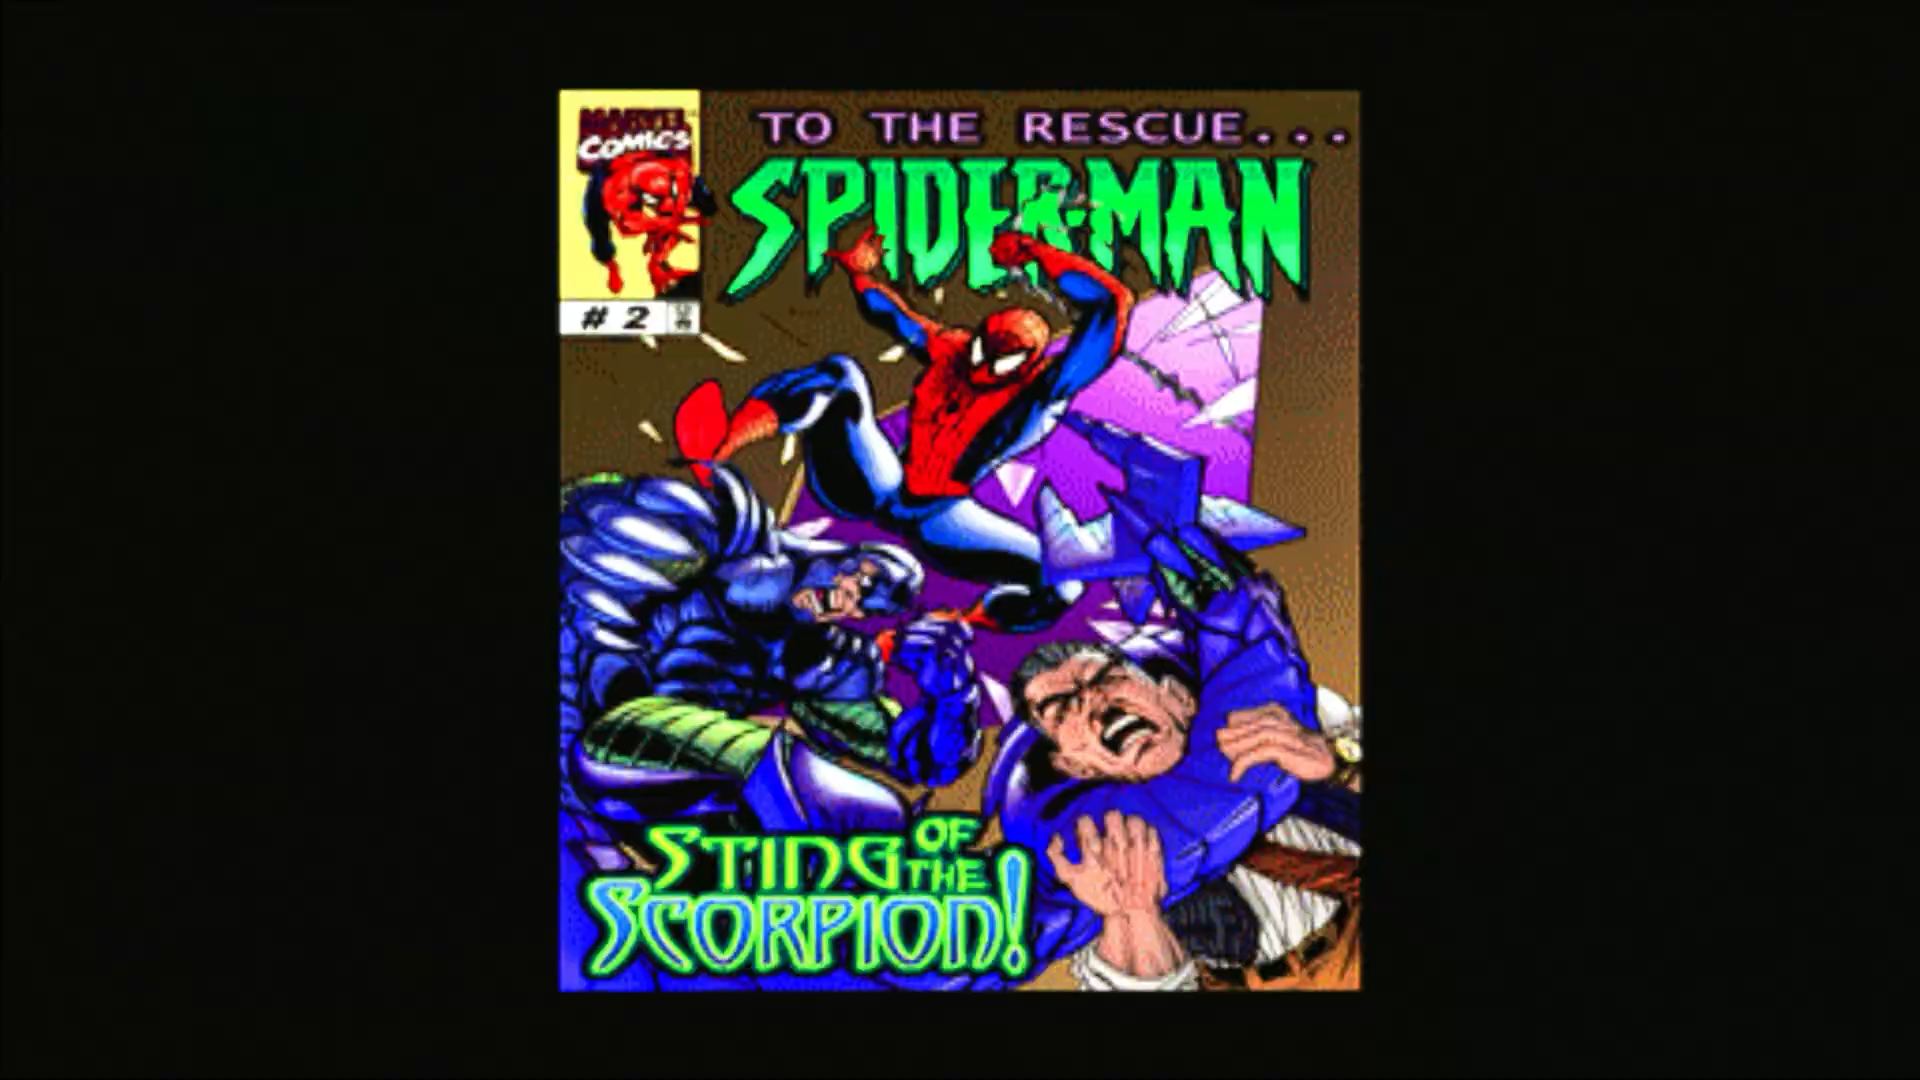 TO THE RESCUE...
MARVEL
COMICS
SPIDER-MAN
# 2
STING OF THE
SCORPION!